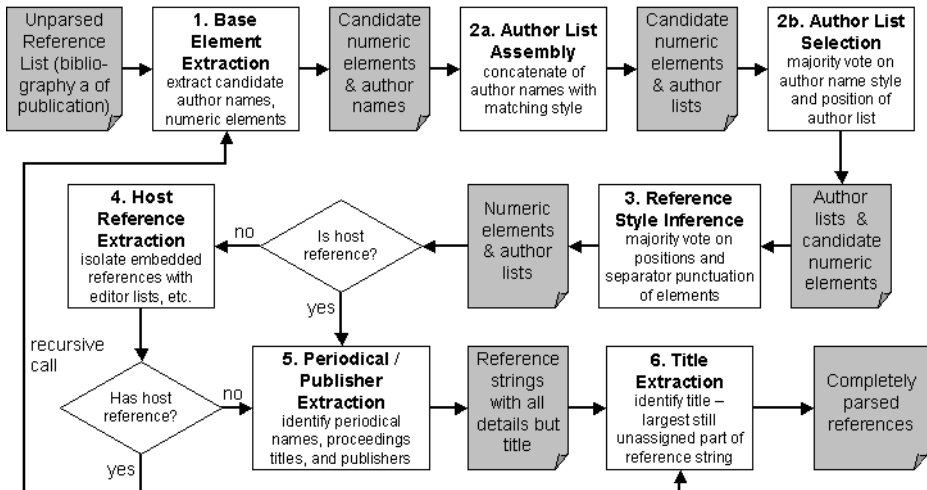 Unparsed
Reference
List (biblio-
graphy a of
publication)
1. Base
Element
Extraction
extract candidate
author names,
numeric elements
Candidate
numeric
elements
& author
names
2a. Author List
Assembly
concatenate of
author names with
matching style
Candidate
numeric
elements
& author
lists
2b. Author List
Selection
majority vote on
author name style
and position of
author list
4. Host
Reference
Extraction
isolate embedded
references with
editor lists, etc.
no
Is host
reference?
yes
Numeric
elements
& author
lists
3. Reference
Style Inference
majority vote on
positions and
separator punctuation
of elements
Author
lists &
candidate
numeric
elements
recursive
call
Has host
reference?
no
yes
5. Periodical /
Publisher
Extraction
identify periodical
names, proceedings
titles, and publishers
Reference
strings
with all
details but
title
6. Title
Extraction
identify title –
largest still
unassigned part of
reference string
Completely
parsed
references